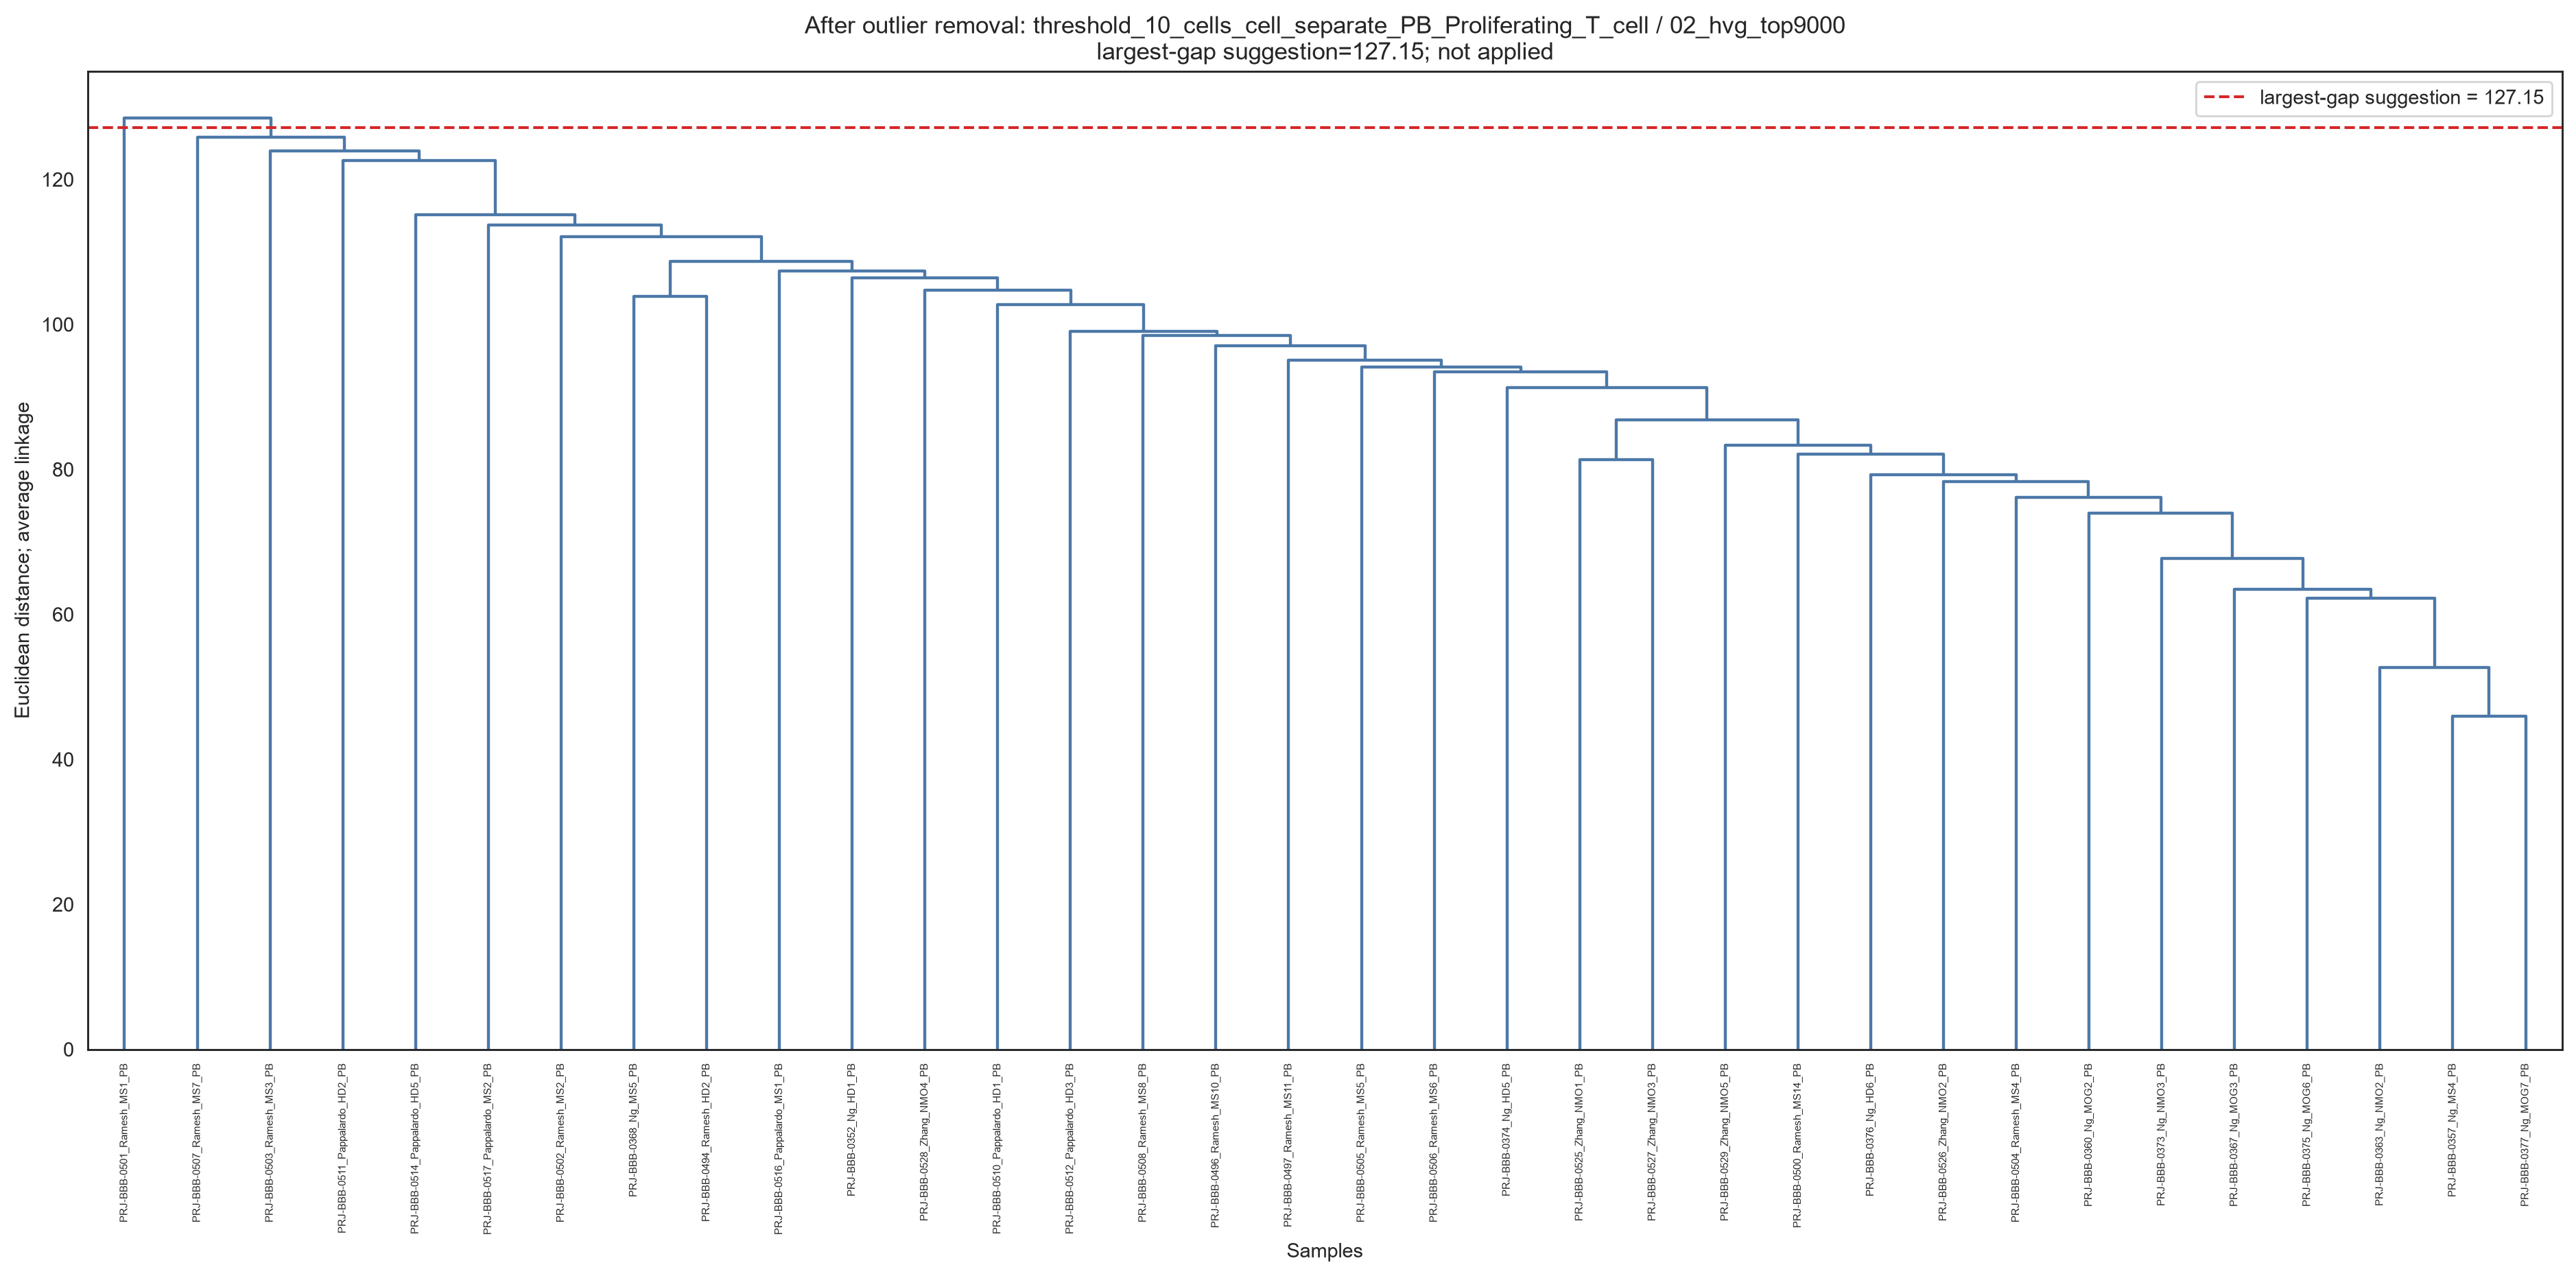 After outlier removal: threshold_10_cells_cell_separate_PB_Proliferating_T_cell / 02_hvg_top9000
largest-gap suggestion=127.15; not applied
largest-gap suggestion = 127.15
Euclidean distance; average linkage
120
100
80
60
40
20
0
PRJ-BBB-0501_Ramesh_MS1_PB
PRJ-BBB-0507_Ramesh_MS7_PB
PRJ-BBB-0503_Ramesh_MS3_PB
PRJ-BBB-0511_Pappalardo_HD2_PB
PRJ-BBB-0514_Pappalardo_HD5_PB
PRJ-BBB-0517_Pappalardo_MS2_PB
PRJ-BBB-0502_Ramesh_MS2_PB
PRJ-BBB-0368_Ng_MS5_PB
PRJ-BBB-0494_Ramesh_HD2_PB
PRJ-BBB-0516_Pappalardo_MS1_PB
PRJ-BBB-0352_Ng_HD1_PB
PRJ-BBB-0528_Zhang_NMO4_PB
PRJ-BBB-0510_Pappalardo_HD1_PB
PRJ-BBB-0512_Pappalardo_HD3_PB
PRJ-BBB-0508_Ramesh_MS8_PB
PRJ-BBB-0496_Ramesh_MS10_PB
PRJ-BBB-0497_Ramesh_MS11_PB
PRJ-BBB-0505_Ramesh_MS5_PB
PRJ-BBB-0506_Ramesh_MS6_PB
PRJ-BBB-0374_Ng_HD5_PB
PRJ-BBB-0525_Zhang_NMO1_PB
PRJ-BBB-0527_Zhang_NMO3_PB
PRJ-BBB-0529_Zhang_NMO5_PB
PRJ-BBB-0500_Ramesh_MS14_PB
PRJ-BBB-0376_Ng_HD6_PB
PRJ-BBB-0526_Zhang_NMO2_PB
PRJ-BBB-0504_Ramesh_MS4_PB
PRJ-BBB-0360_Ng_MOG2_PB
PRJ-BBB-0373_Ng_NMO3_PB
PRJ-BBB-0367_Ng_MOG3_PB
PRJ-BBB-0375_Ng_MOG6_PB
PRJ-BBB-0363_Ng_NMO2_PB
PRJ-BBB-0357_Ng_MS4_PB
PRJ-BBB-0377_Ng_MOG7_PB
Samples